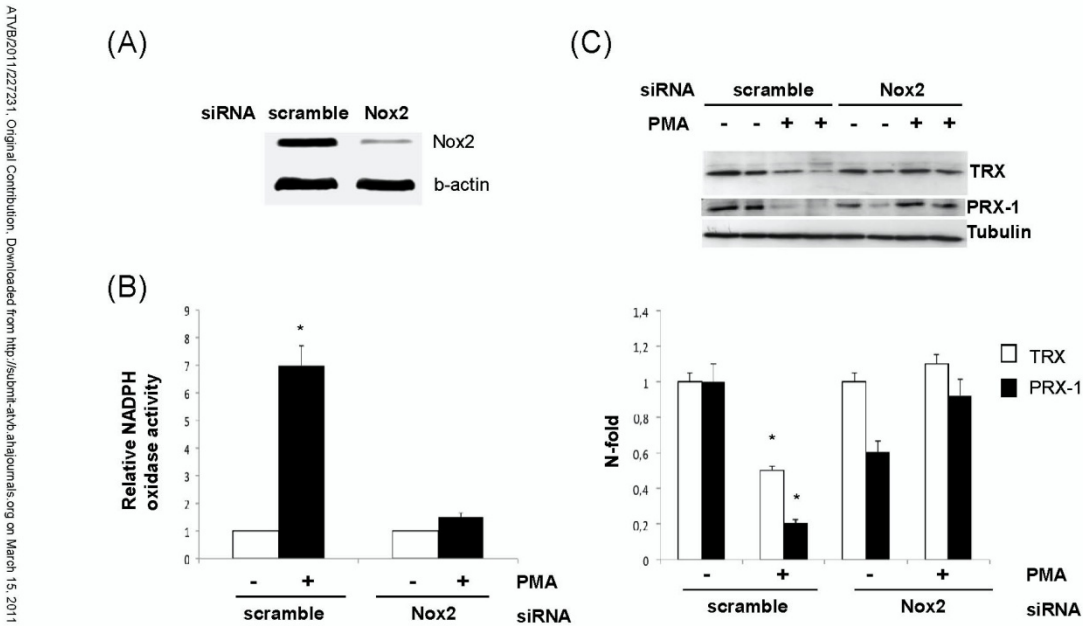 ATVB/2011/227231, Original Contribution. Downloaded from http://submit-atvb.ahajournals.org on March 15, 2011
(A)
siRNA scramble Nox2
Nox2
b-actin
(B)
Relative NADPH
oxidase activity
9
8
7
6
5
4
3
2
1
0
*
- + - + PMA
scramble Nox2 siRNA
(C)
siRNA scramble Nox2
PMA - - + + - - + +
TRX
PRX-1
Tubulin
N-fold
1,4
1,2
1
0,8
0,6
0,4
0,2
0
*
*
TRX
PRX-1
- + - + PMA
scramble Nox2 siRNA